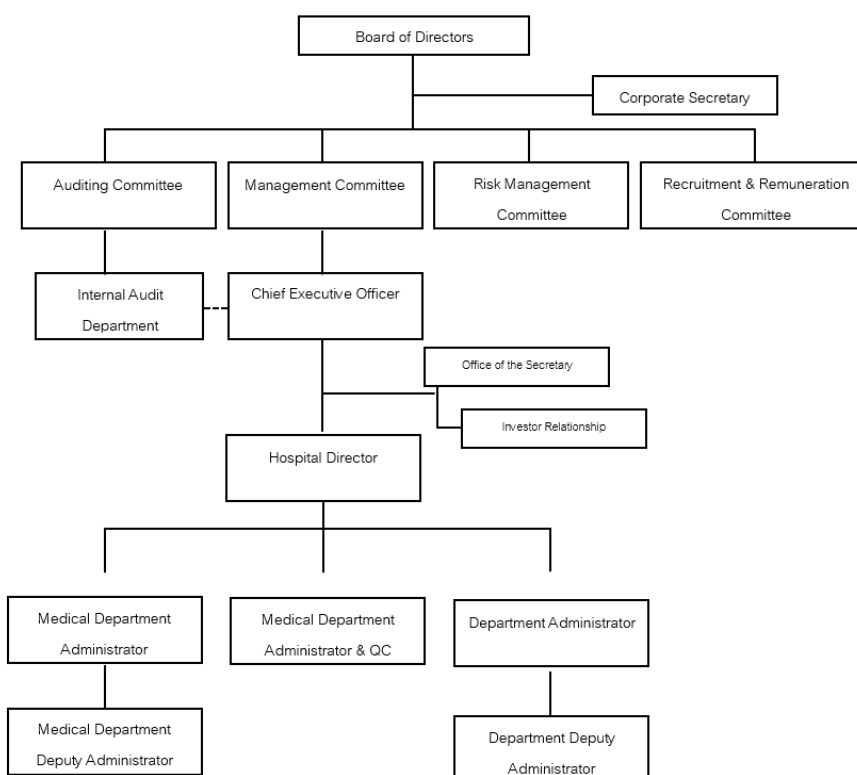 Board of Directors
Corporate Secretary
Auditing Committee
Management Committee
Risk Management
Committee
Recruitment & Remuneration
Committee
Internal Audit
Department
Chief Executive Officer
Office of the Secretary
Investor Relationship
Hospital Director
Medical Department
Administrator
Medical Department
Administrator & QC
Department Administrator
Medical Department
Deputy Administrator
Department Deputy
Administrator